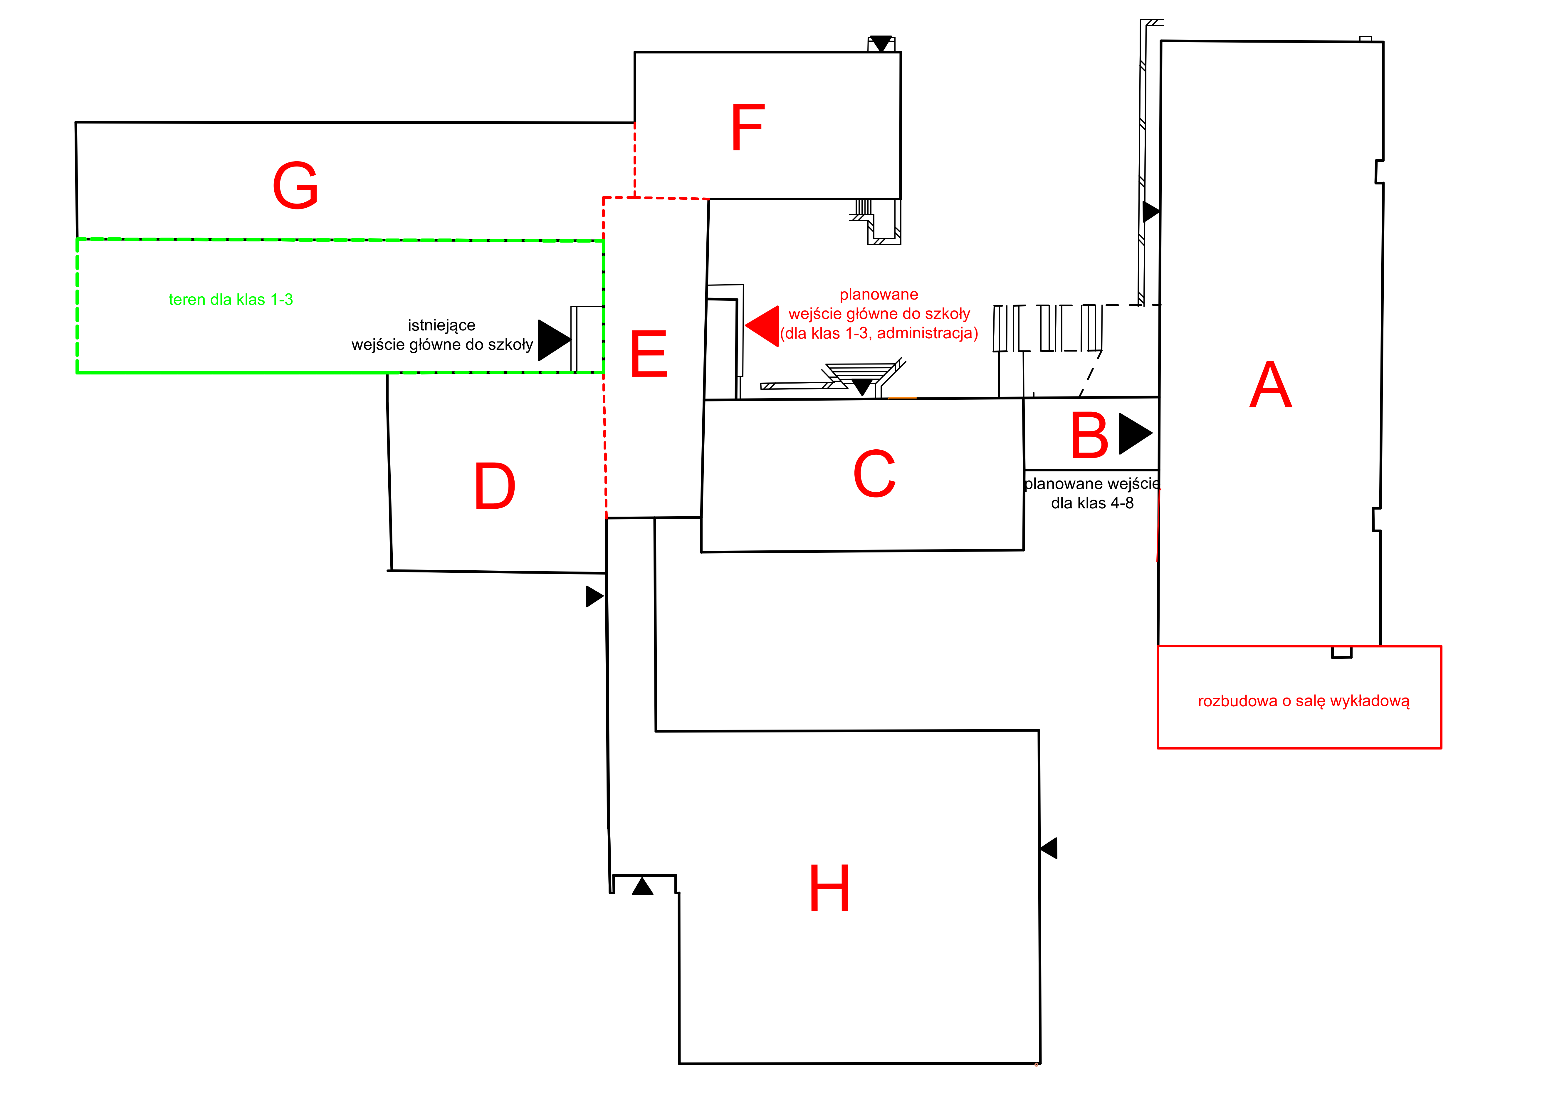 F
G
teren dla klas 1-3
istniejące
wejście główne do szkoły
E
planowane
wejście główne do szkoły
(dla klas 1-3, administracja)
A
B
C
D
planowane wejście
dla klas 4-8
rozbudowa o salę wykładową
H